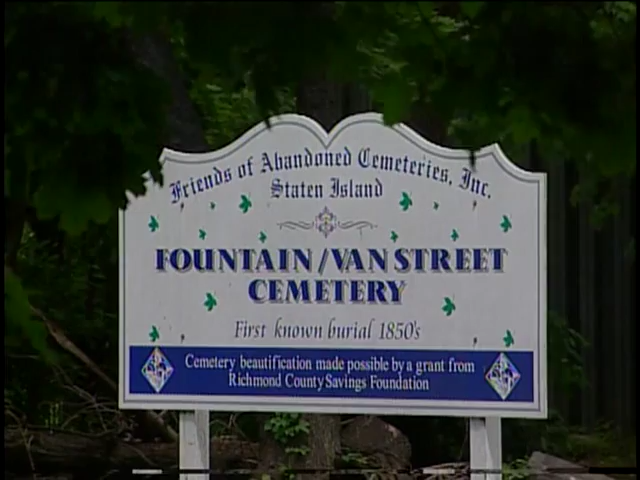 Friends of Abandoned Cemeteries, Inc.
Staten Island
FOUNTAIN/VAN STREET
CEMETERY
First known burial 1850's
Cemetery beautification made possible by a grant from
Richmond County Savings Foundation